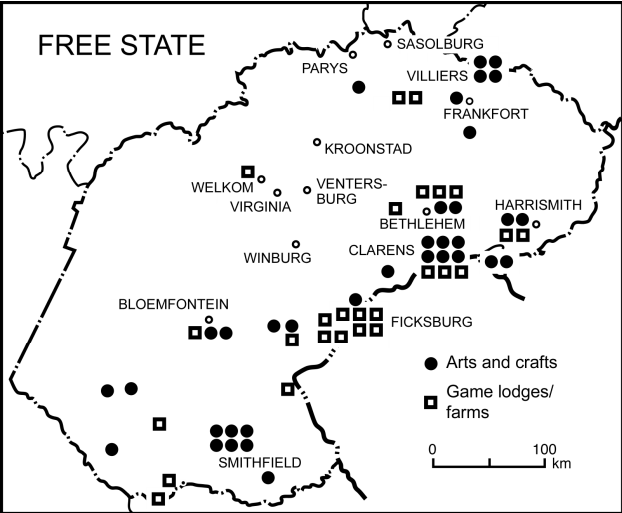 FREE STATE
SASOLBURG
PARYS
VILLIERS
FRANKFORT
KROONSTAD
WELKOM
VENTERS-
BURG
VIRGINIA
HARRISMITH
BETHLEHEM
WINBURG
CLARENS
BLOEMFONTEIN
FICKSBURG
Arts and crafts
Game lodges/
farms
SMITHFIELD
0 100
km